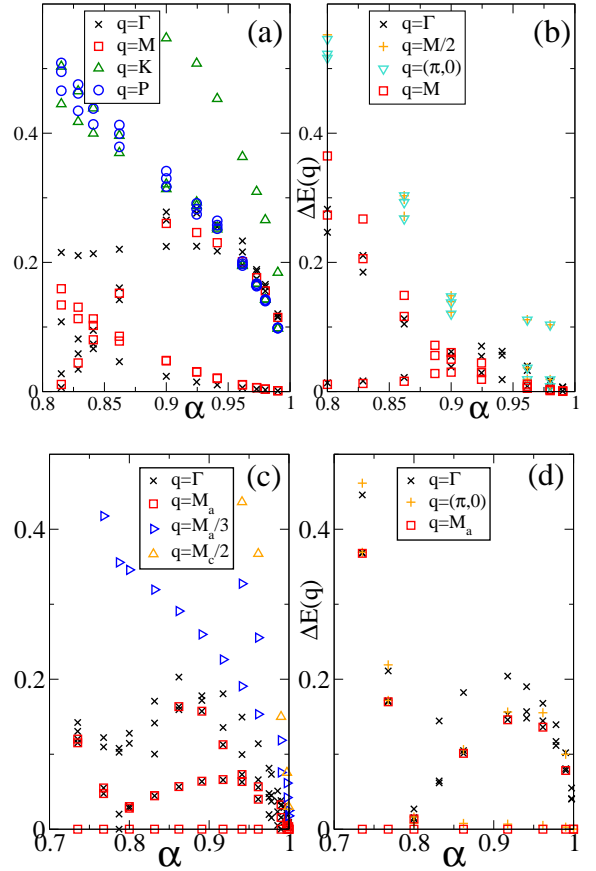 (a)
q=Γ
q=M
q=K
q=P
0.4
0.2
0
0.8
0.85
0.9
0.95
1
α
(b)
q=Γ
q=M/2
q=(π,0)
q=M
ΔE(q)
0.4
0.2
0
0.8
0.85
0.9
0.95
1
α
(c)
q=Γ
q=M_a
q=M_a/3
q=M_c/2
0.4
0.2
0
0.7
0.8
0.9
1
α
(d)
q=Γ
q=(π,0)
q=M_a
ΔE(q)
0.4
0.2
0
0.7
0.8
0.9
1
α